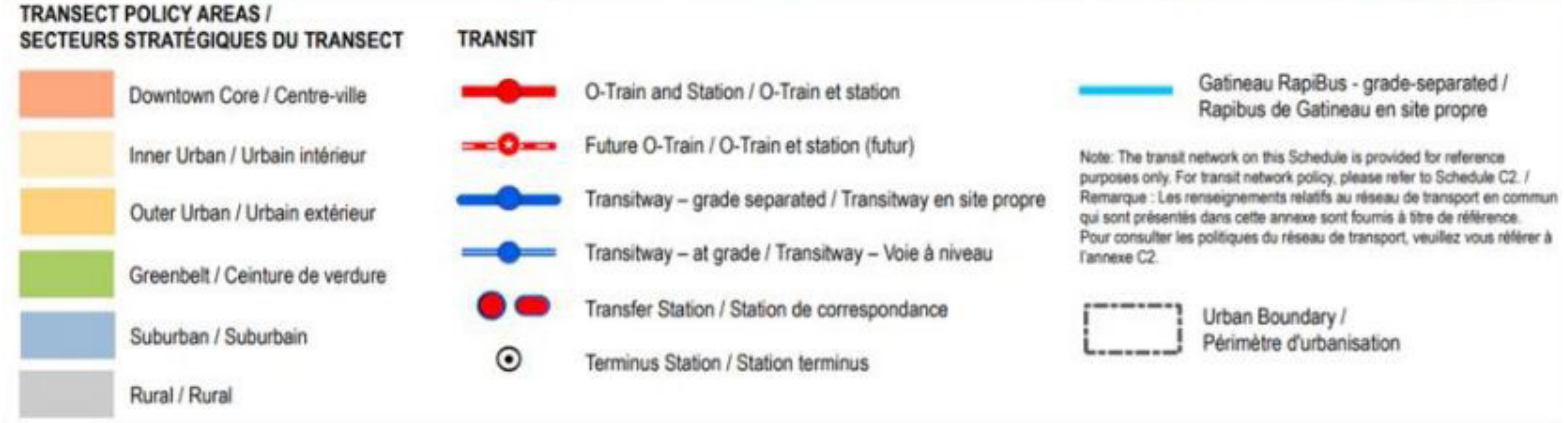 TRANSECT POLICY AREAS /
SECTEURS STRATÉGIQUES DU TRANSECT
Downtown Core / Centre-ville
Inner Urban / Urbain intérieur
Outer Urban / Urbain extérieur
Greenbelt / Ceinture de verdure
Suburban / Suburbain
Rural / Rural
TRANSIT
O-Train and Station / O-Train et station
Future O-Train / O-Train et station (futur)
Transitway – grade separated / Transitway en site propre
Transitway – at grade / Transitway – Voie à niveau
Transfer Station / Station de correspondance
Terminus Station / Station terminus
Gatineau RapiBus - grade-separated /
Rapibus de Gatineau en site propre
Note: The transit network on this Schedule is provided for reference
purposes only. For transit network policy, please refer to Schedule C2. /
Remarque : Les renseignements relatifs au réseau de transport en commun
qui sont présentés dans cette annexe sont fournis à titre de référence.
Pour consulter les politiques du réseau de transport, veuillez vous référer à
l'annexe C2.
Urban Boundary /
Périmètre d'urbanisation